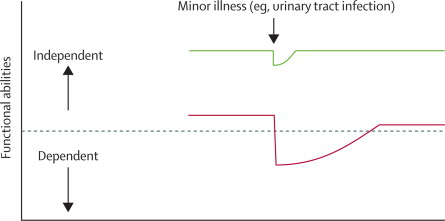 Minor illness (eg, urinary tract infection)
Independent
Functional abilities
Dependent